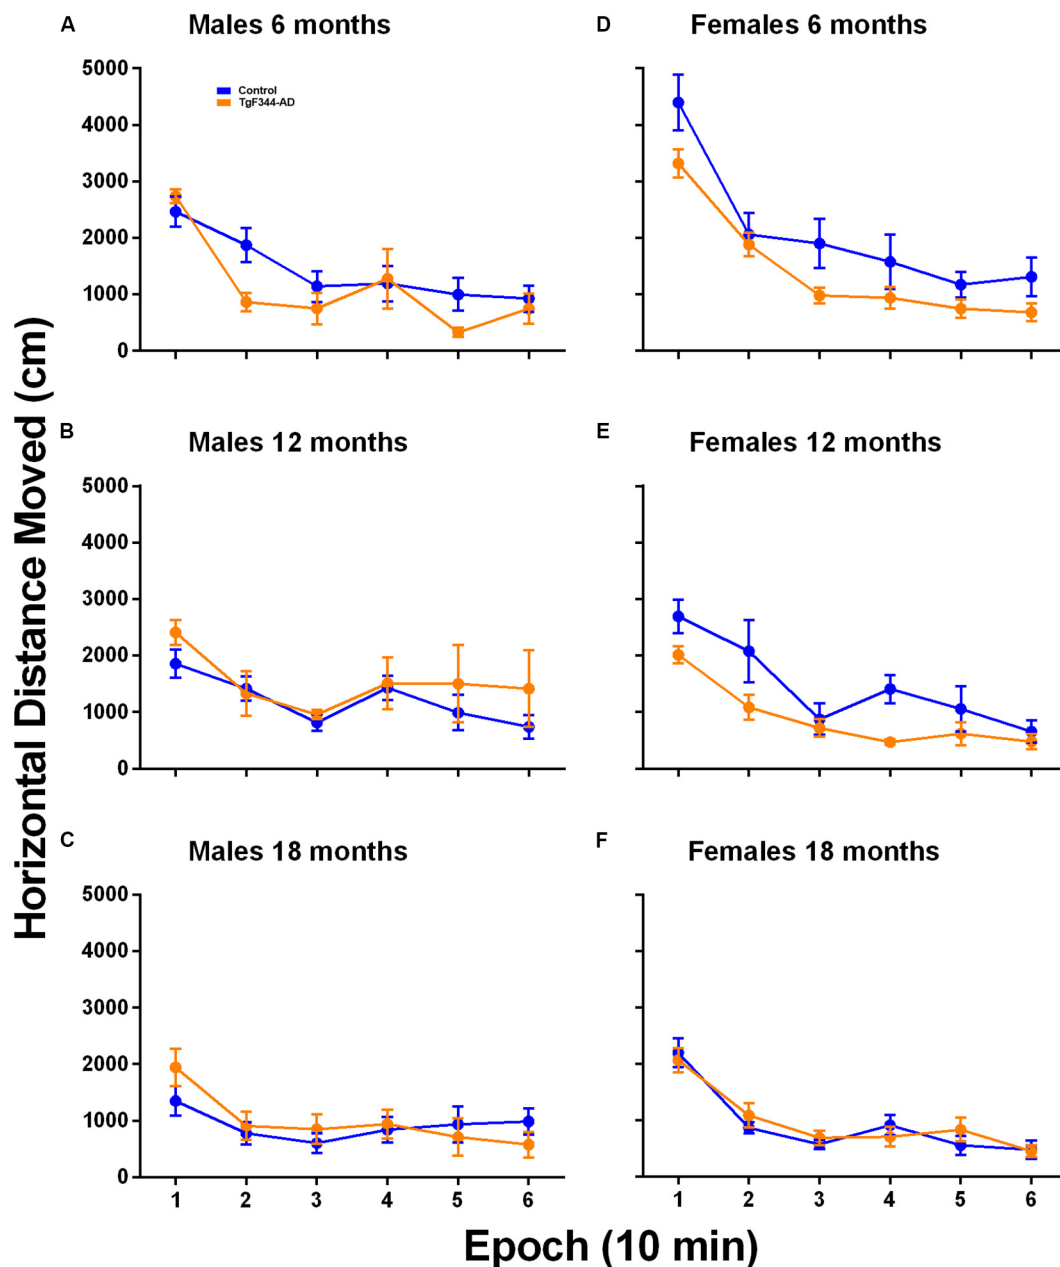 A Males 6 months
5000
4000
3000
2000
1000
0
Control
TgF344-AD
D Females 6 months
B Males 12 months
5000
4000
3000
2000
1000
0
E Females 12 months
C Males 18 months
5000
4000
3000
2000
1000
0
1 2 3 4 5 6
F Females 18 months
1 2 3 4 5 6
Horizontal Distance Moved (cm)
Epoch (10 min)